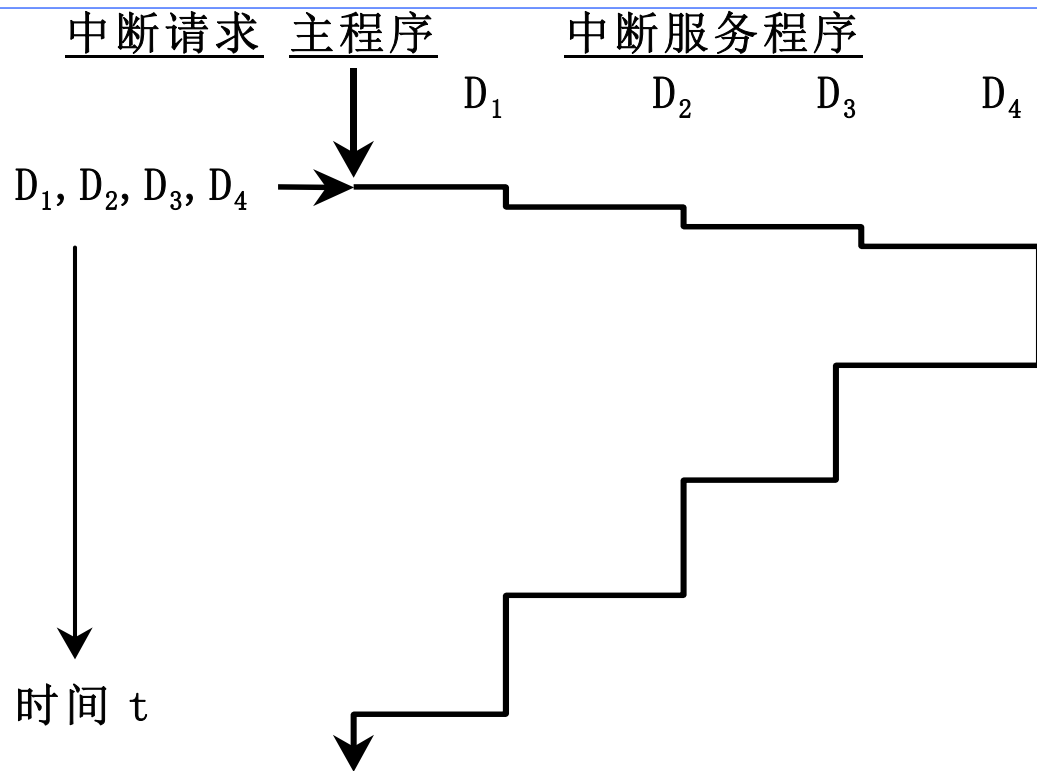 中断请求 主程序 中断服务程序
D₁ D₂ D₃ D₄
D₁, D₂, D₃, D₄
时间 t